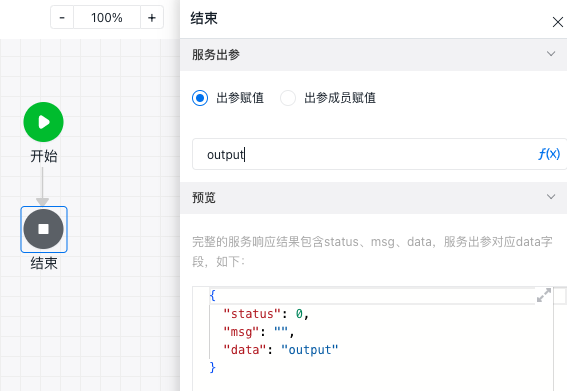 - 100% +
结束
服务出参
出参赋值 出参成员赋值
output ƒ(x)
开始
结束
预览
完整的服务响应结果包含status、msg、data，服务出参对应data字
段，如下：
{
"status": 0,
"msg": "",
"data": "output"
}